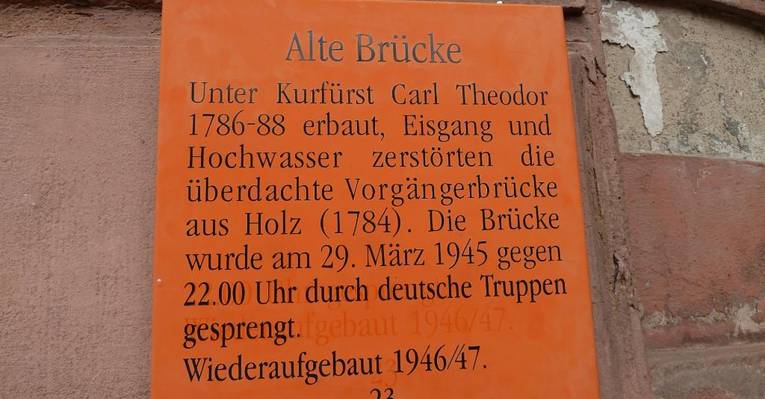 Alte Brücke
Unter Kurfürst Carl Theodor
1786-88 erbaut, Eisgang und
Hochwasser zerstörten die
überdachte Vorgängerbrücke
aus Holz (1784). Die Brücke
wurde am 29. März 1945 gegen
22.00 Uhr durch deutsche Truppen
gesprengt.
Wiederaufgebaut 1946/47.
23